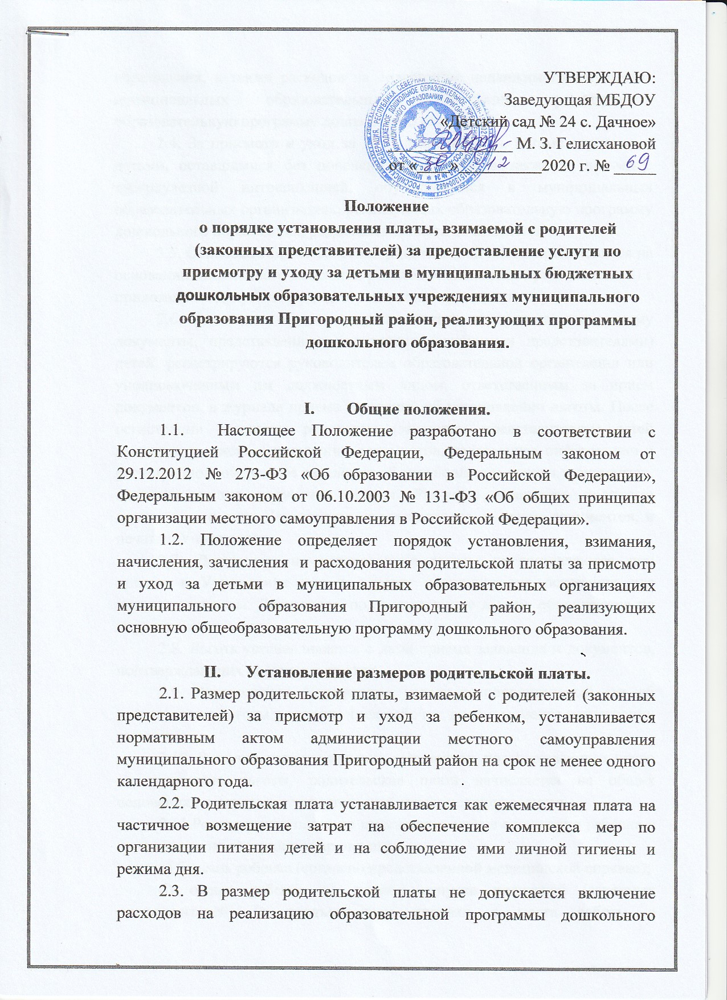 УТВЕРЖДАЮ:
Заведующая МБДОУ
«Детский сад № 24 с. Дачное»
______________ М. З. Гелисхановой
от «30» 12 2020 г. № 69
Положение
о порядке установления платы, взимаемой с родителей
(законных представителей) за предоставление услуги по
присмотру и уходу за детьми в муниципальных бюджетных
дошкольных образовательных учреждениях муниципального
образования Пригородный район, реализующих программы
дошкольного образования.
I. Общие положения.
1.1. Настоящее Положение разработано в соответствии с
Конституцией Российской Федерации, Федеральным законом от
29.12.2012 № 273-ФЗ «Об образовании в Российской Федерации»,
Федеральным законом от 06.10.2003 № 131-ФЗ «Об общих принципах
организации местного самоуправления в Российской Федерации».
1.2. Положение определяет порядок установления, взимания,
начисления, зачисления и расходования родительской платы за присмотр
и уход за детьми в муниципальных образовательных организациях
муниципального образования Пригородный район, реализующих
основную общеобразовательную программу дошкольного образования.
II. Установление размеров родительской платы.
2.1. Размер родительской платы, взимаемой с родителей (законных
представителей) за присмотр и уход за ребенком, устанавливается
нормативным актом администрации местного самоуправления
муниципального образования Пригородный район на срок не менее одного
календарного года.
2.2. Родительская плата устанавливается как ежемесячная плата на
частичное возмещение затрат на обеспечение комплекса мер по
организации питания детей и на соблюдение ими личной гигиены и
режима дня.
2.3. В размер родительской платы не допускается включение
расходов на реализацию образовательной программы дошкольного